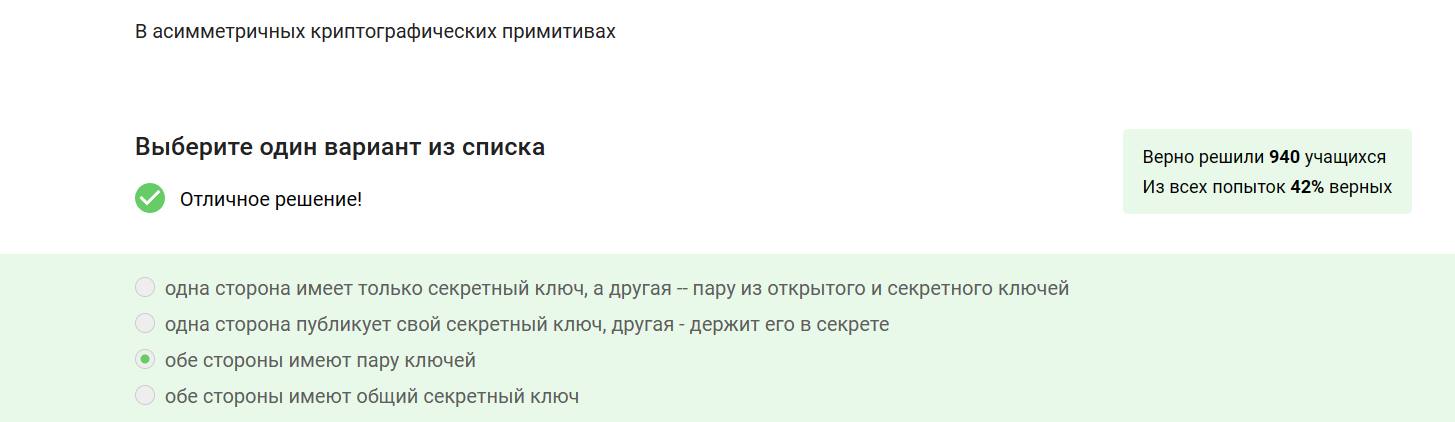 В асимметричных криптографических примитивах
Выберите один вариант из списка
Верно решили 940 учащихся
Из всех попыток 42% верных
Отличное решение!
одна сторона имеет только секретный ключ, а другая -- пару из открытого и секретного ключей
одна сторона публикует свой секретный ключ, другая - держит его в секрете
обе стороны имеют пару ключей
обе стороны имеют общий секретный ключ